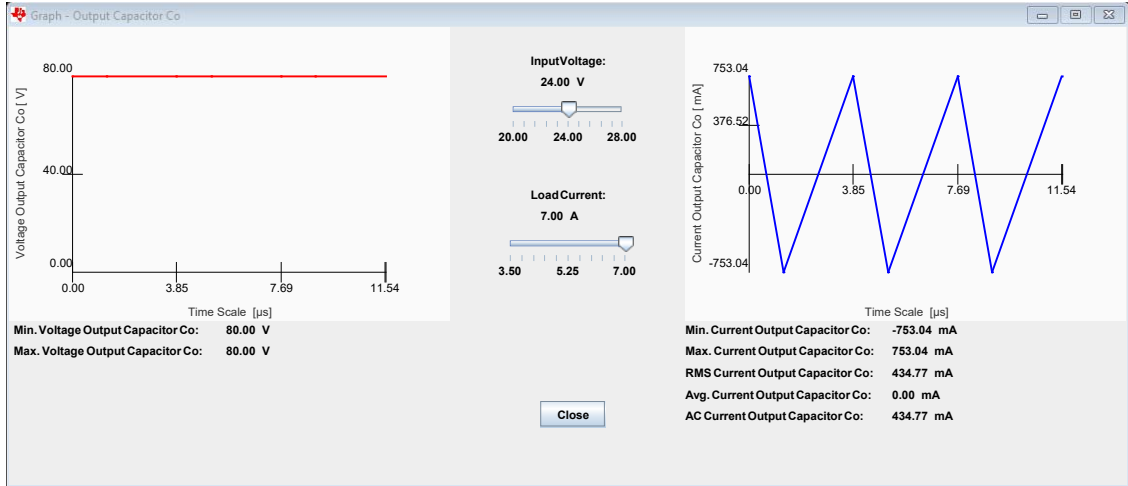 Graph - Output Capacitor Co
Voltage Output Capacitor Co [ V]
80.00
40.00
0.00
0.00 3.85 7.69 11.54
Time Scale [µs]
Min. Voltage Output Capacitor Co: 80.00 V
Max. Voltage Output Capacitor Co: 80.00 V
Input Voltage:
24.00 V
20.00 24.00 28.00
Load Current:
7.00 A
3.50 5.25 7.00
Close
Current Output Capacitor Co [ mA]
753.04
376.52
0.00 3.85 7.69 11.54
-753.04
Time Scale [µs]
Min. Current Output Capacitor Co: -753.04 mA
Max. Current Output Capacitor Co: 753.04 mA
RMS Current Output Capacitor Co: 434.77 mA
Avg. Current Output Capacitor Co: 0.00 mA
AC Current Output Capacitor Co: 434.77 mA